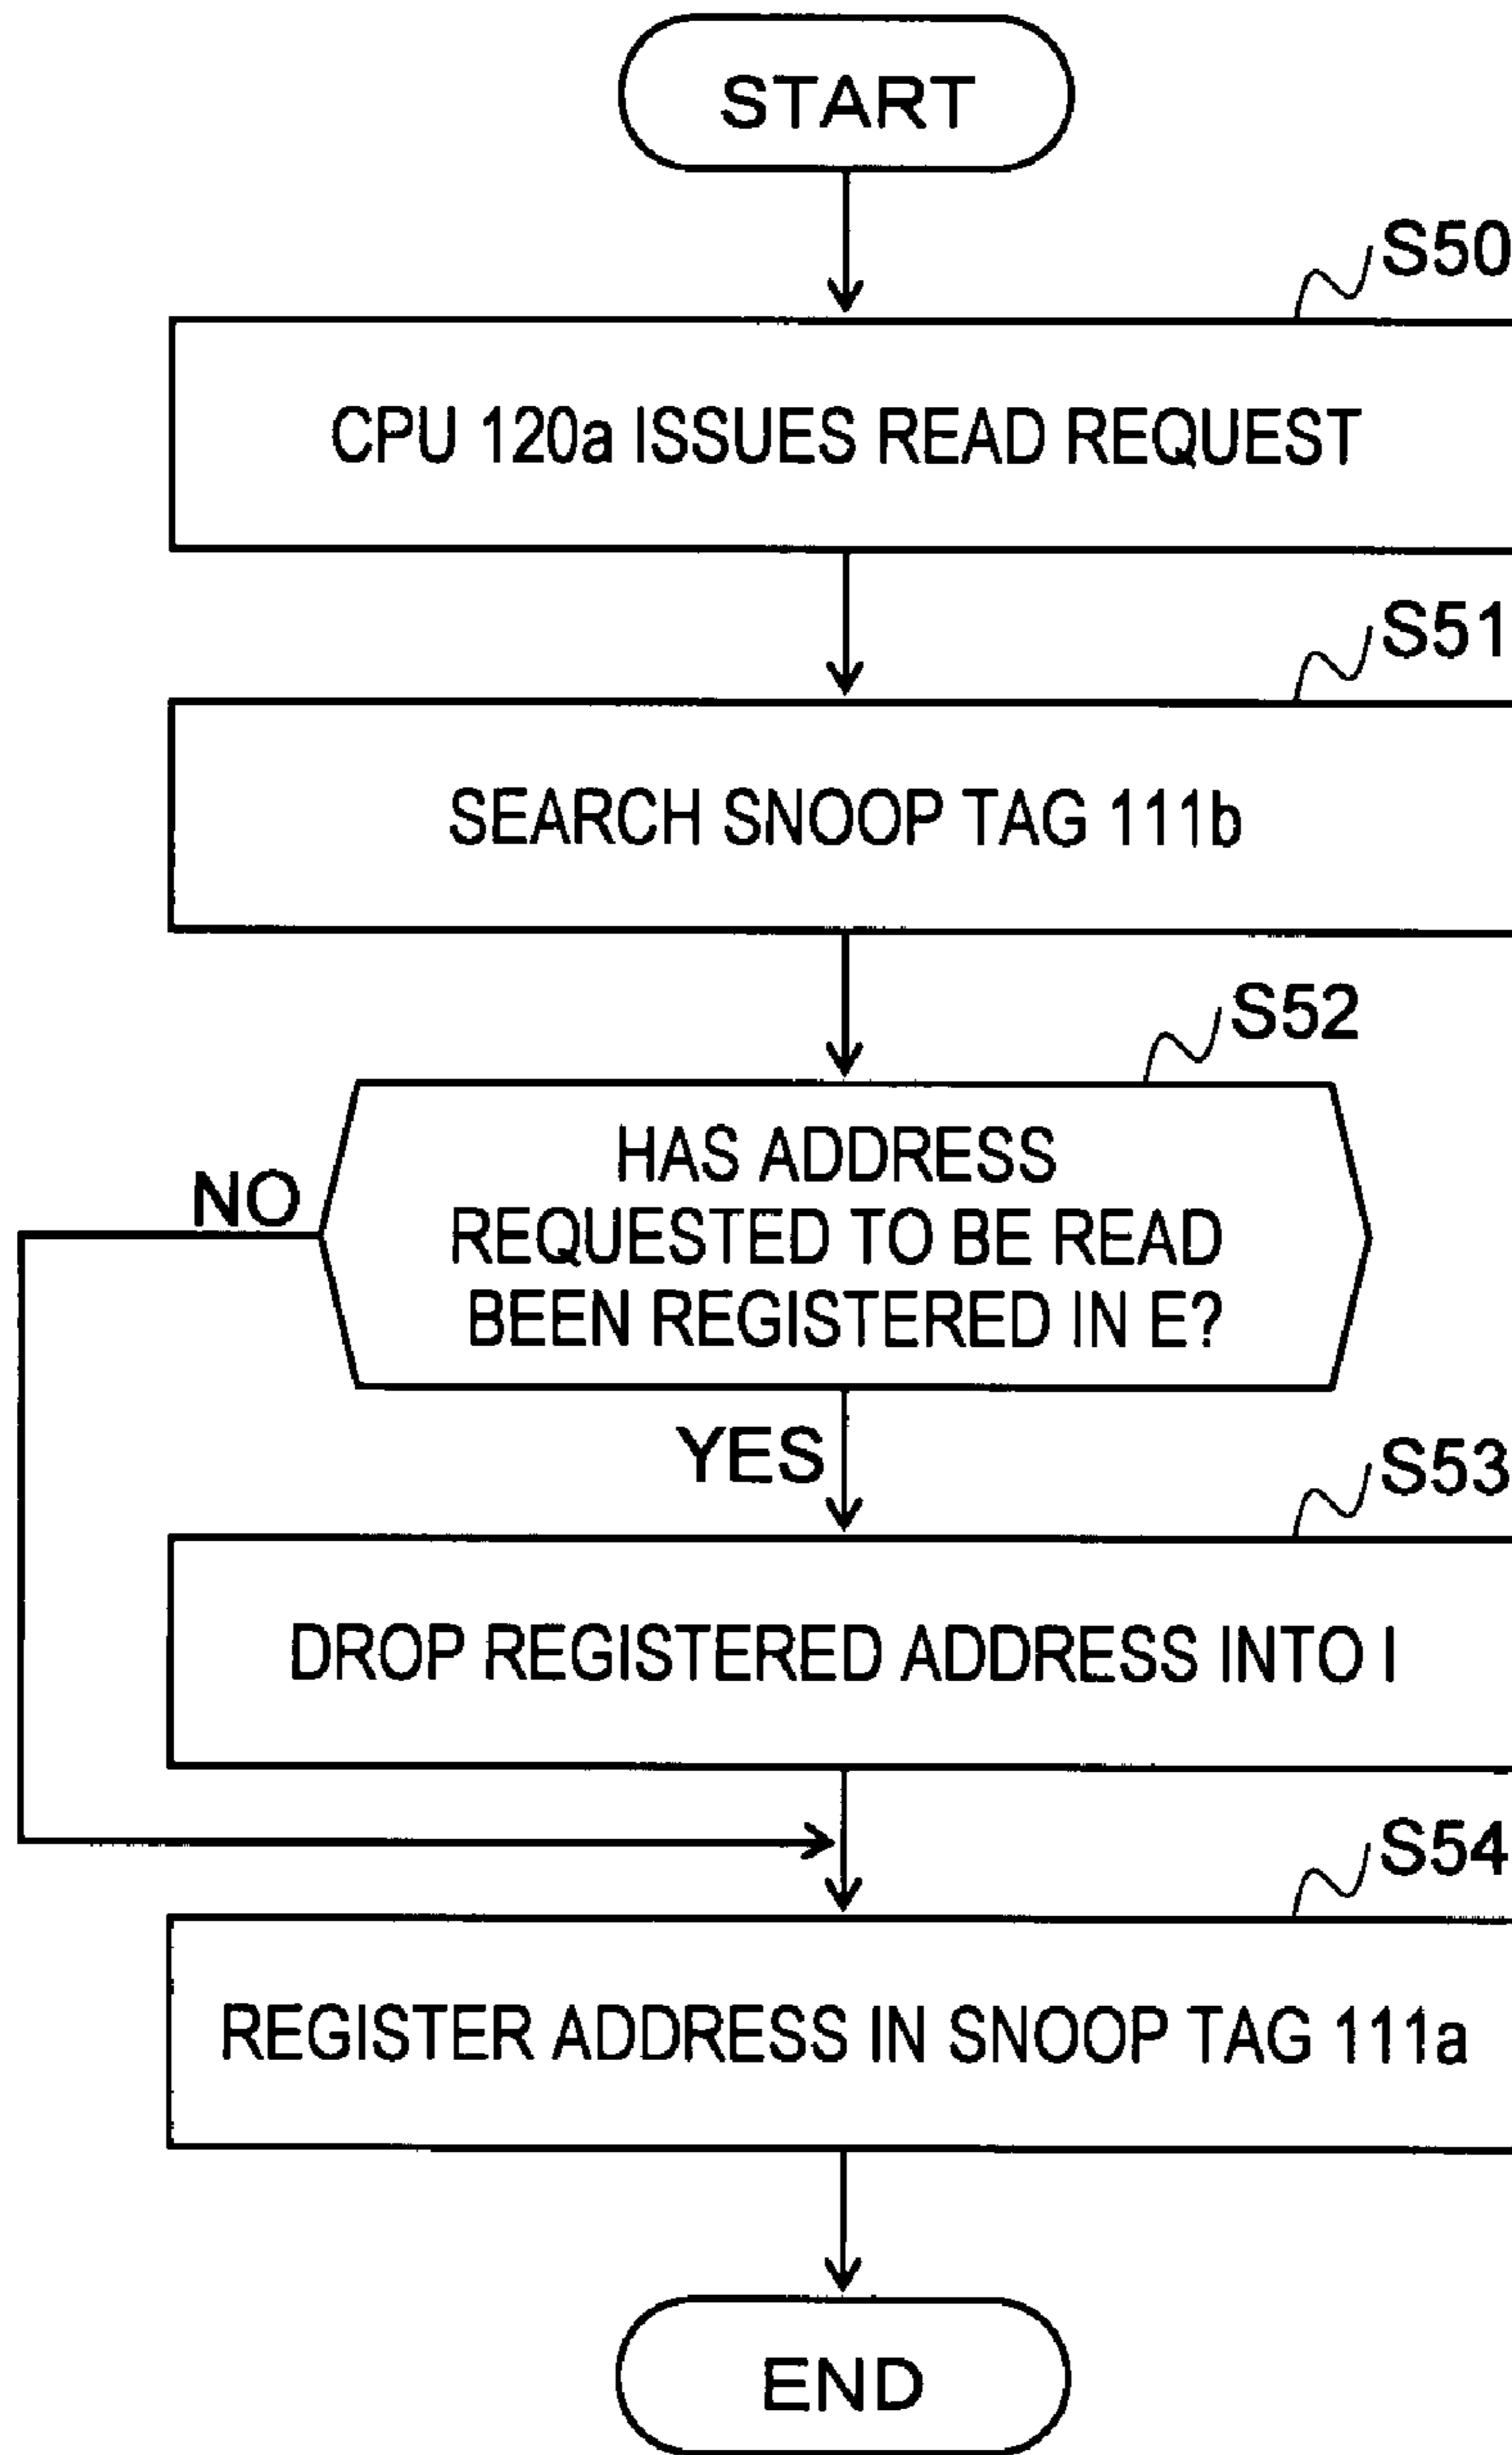 START
S50
CPU 120a ISSUES READ REQUEST
S51
SEARCH SNOOP TAG 111b
S52
HAS ADDRESS
REQUESTED TO BE READ
BEEN REGISTERED IN E?
NO
YES
S53
DROP REGISTERED ADDRESS INTO I
S54
REGISTER ADDRESS IN SNOOP TAG 111a
END